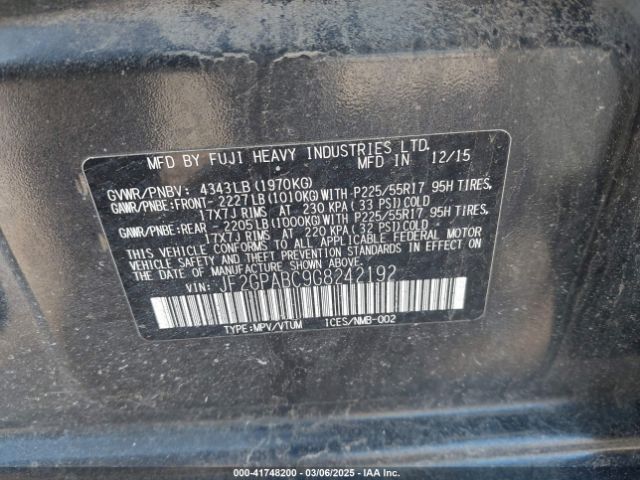 MFD BY FUJI HEAVY INDUSTRIES LTD.
MFD IN 12/15
GVWR/PNBV: 4343LB(1970KG)
GAWR/PNBE:FRONT-2227LB(1010KG)WITH P225/55R17 95H TIRES,
17X7J RIMS AT 230 KPA(33 PSI)COLD
GAWR/PNBE:REAR -2205LB(1000KG)WITH P225/55R17 95H TIRES,
17X7J RIMS AT 220 KPA(32 PSI)COLD
THIS VEHICLE CONFORMS TO ALL APPLICABLE FEDERAL MOTOR
VEHICLE SAFETY STANDARDS IN EFFECT ON THE DATE OF
MANUFACTURE SHOWN ABOVE.
VIN: JF2GPABC9G8242192
TYPE:MPV/VTUM ICES/NMB-002
000-41748200 - 03/06/2025 - IAA Inc.